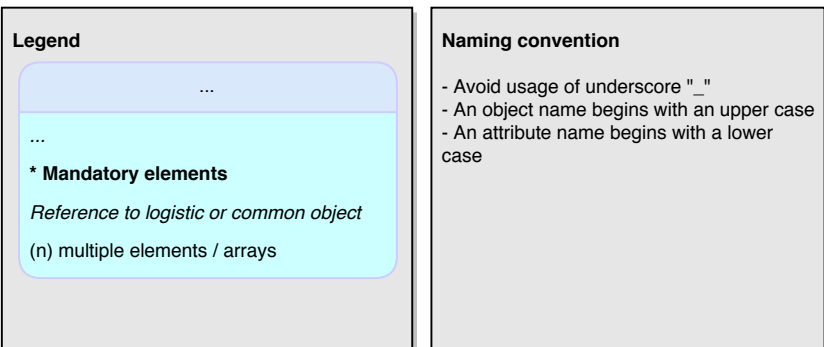 Legend
...
...
* Mandatory elements
Reference to logistic or common object
(n) multiple elements / arrays
Naming convention
- Avoid usage of underscore "_"
- An object name begins with an upper case
- An attribute name begins with a lower
case